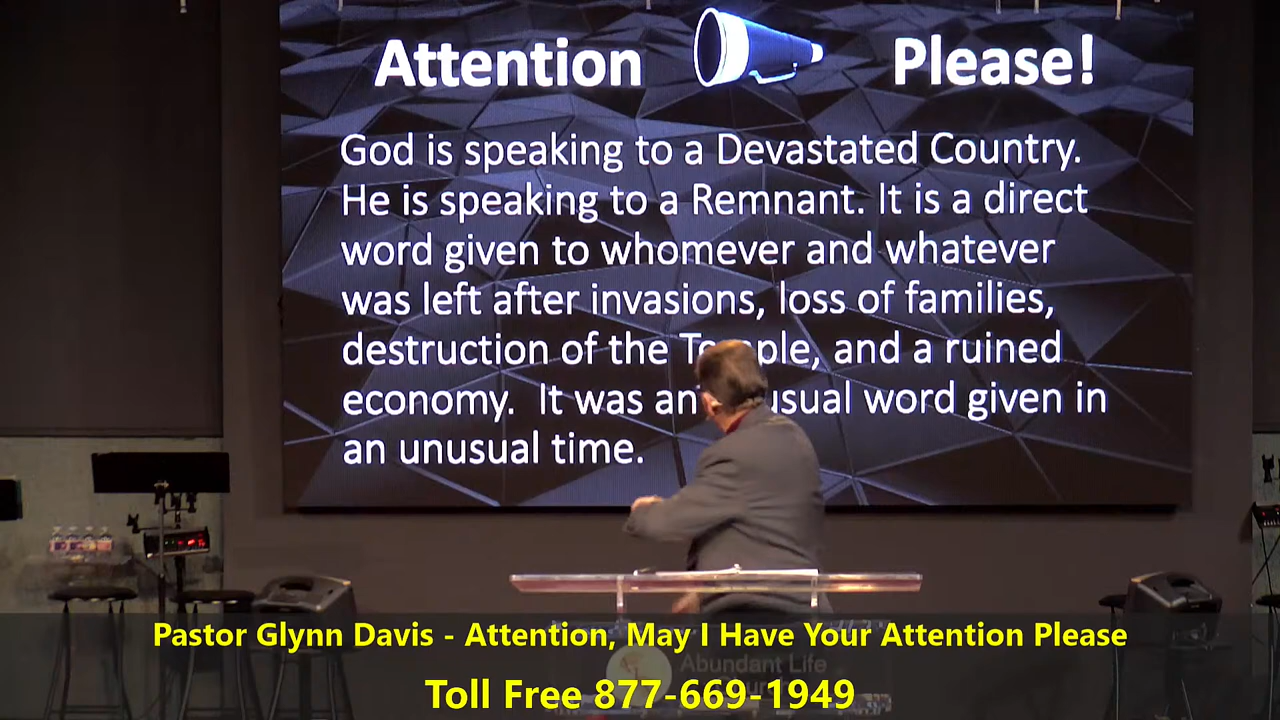 Attention Please!
God is speaking to a Devastated Country.
He is speaking to a Remnant. It is a direct
word given to whomever and whatever
was left after invasions, loss of families,
destruction of the and a ruined
economy. It was an word given in
an unusual time.
Pastor Glynn Davis - Attention, May I Have Your Attention Please
Abundant Life
Toll Free 877-669-1949